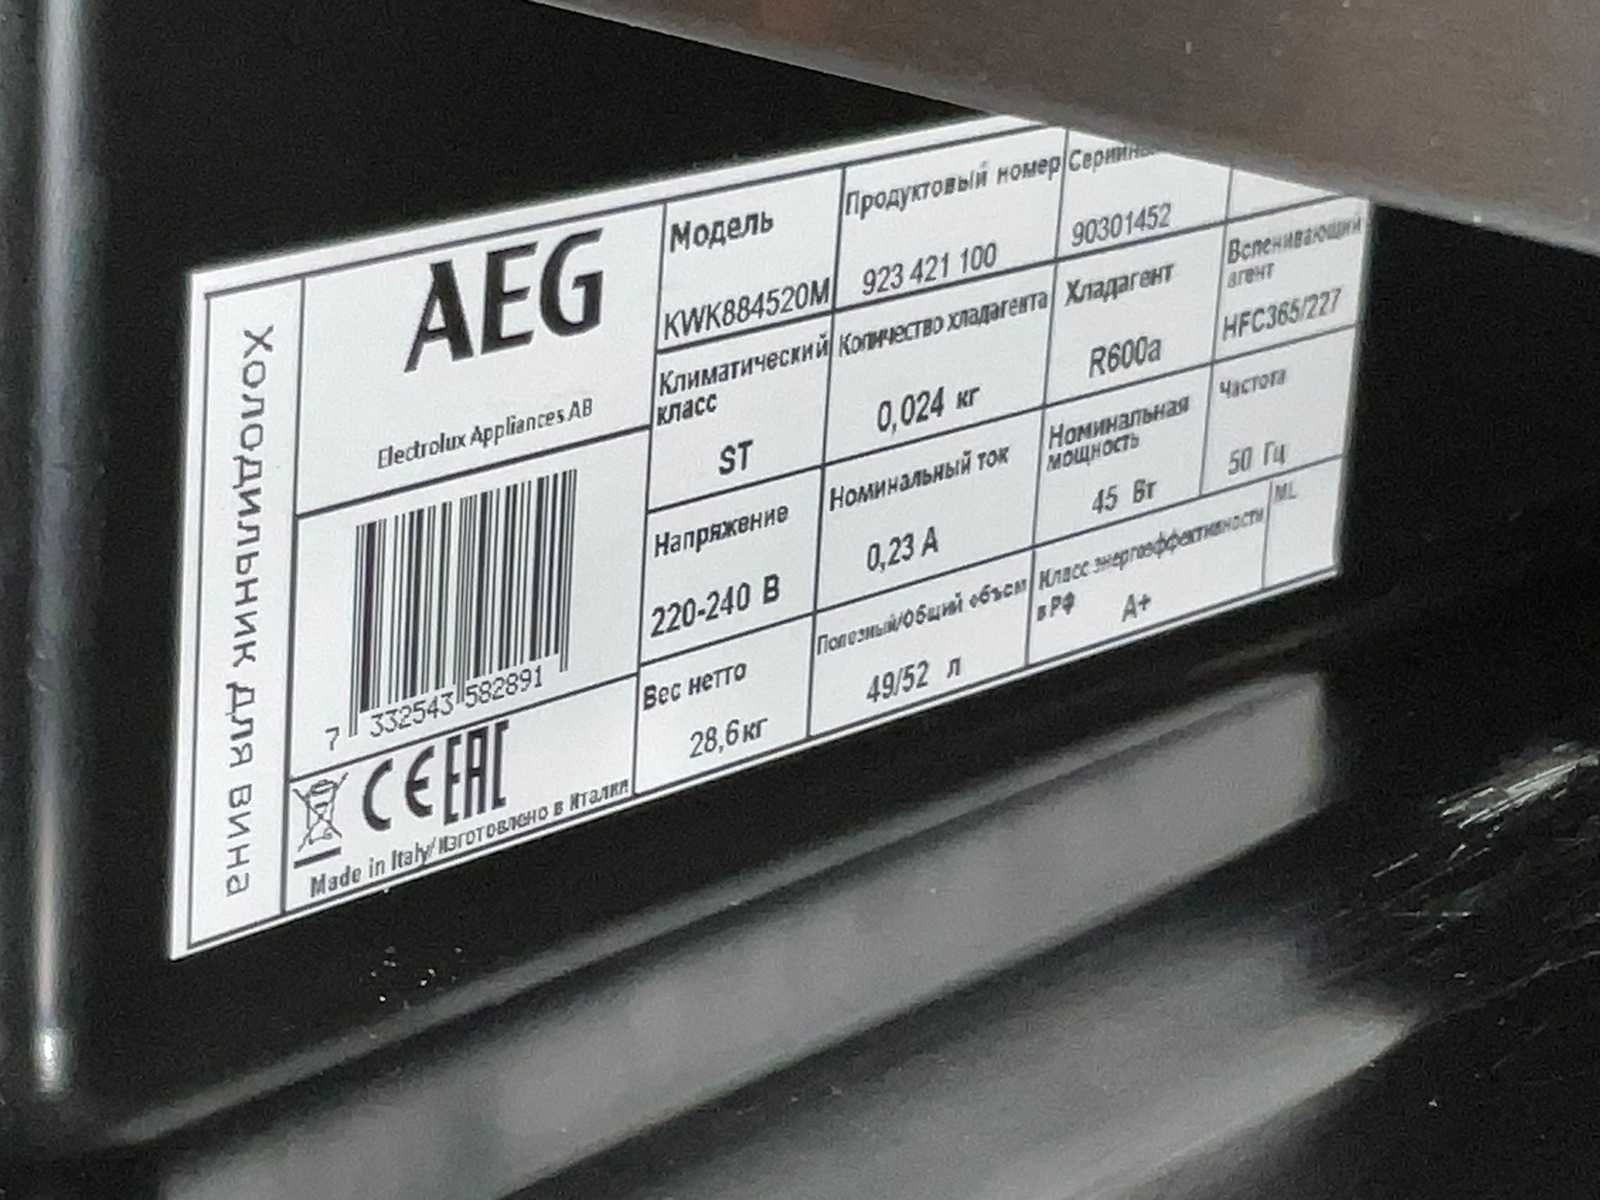 Холодильник для вина
AEG
Electrolux Appliances AB
7 332543 582891
CE EAC
Made in Italy/Изготовлено в Италии
Модель
KWK884520M
Продуктовый номер
923 421 100
90301452
Климатический
класс
ST
Количество хладагента
0,024 кг
Хладагент
R600a
Вспенивающий
агент
HFC365/227
Напряжение
220-240 В
Номинальный ток
0,23 А
Номинальная
мощность
45 Вт
Частота
50 Гц
Вес нетто
28,6кг
Полезный/Общий объем
49/52 л
Класс энергоэффективности
в РФ
А+
ML